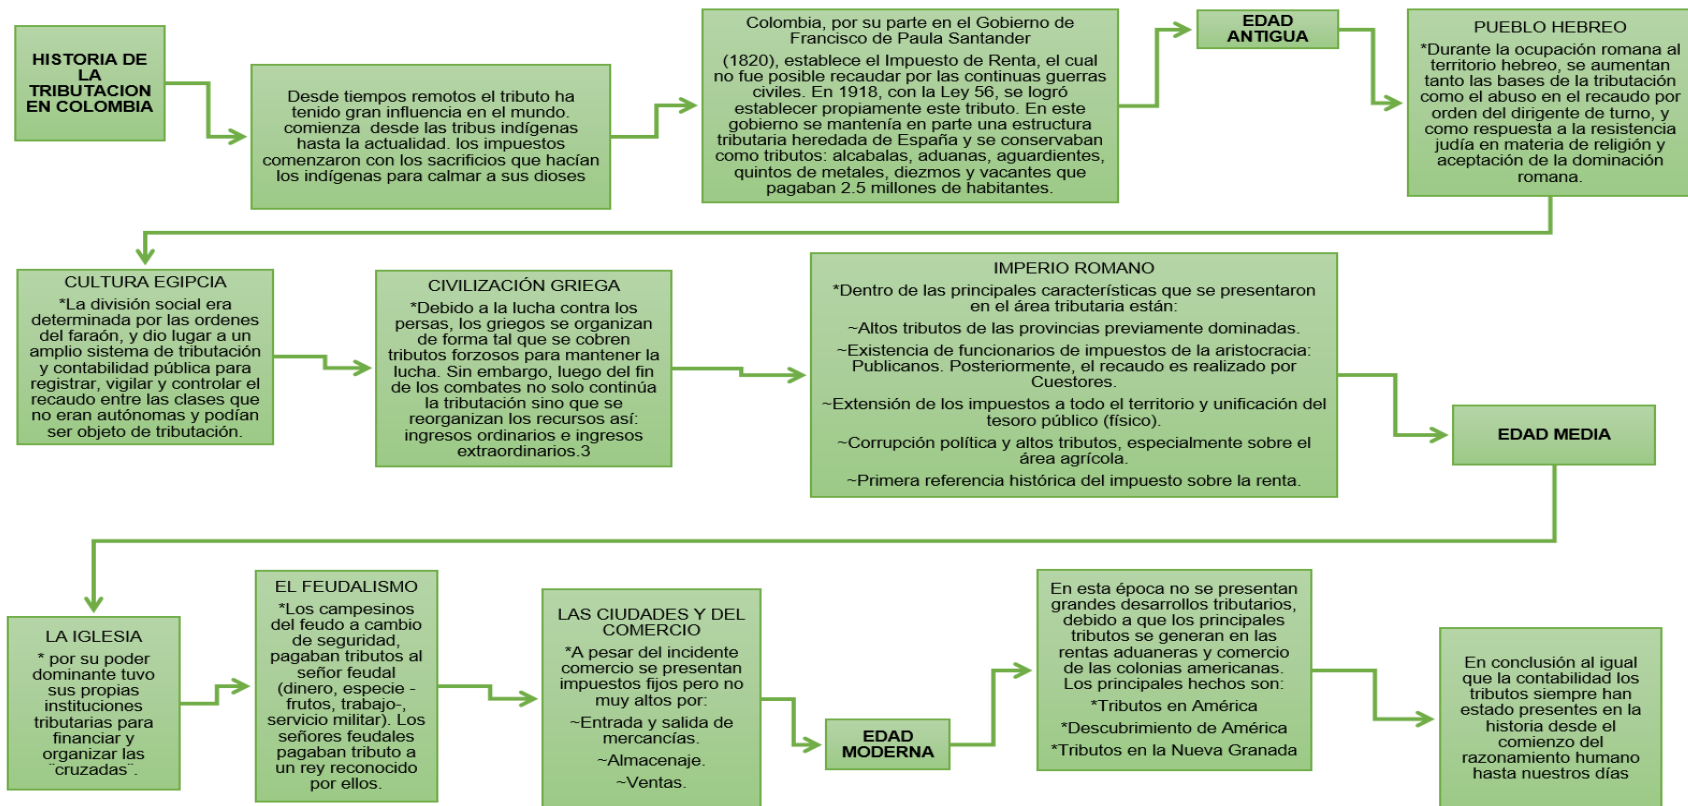 HISTORIA DE
LA
TRIBUTACION
EN COLOMBIA
Desde tiempos remotos el tributo ha
tenido gran influencia en el mundo.
comienza desde las tribus indígenas
hasta la actualidad. los impuestos
comenzaron con los sacrificios que hacían
los indígenas para calmar a sus dioses
Colombia, por su parte en el Gobierno de
Francisco de Paula Santander
(1820), establece el Impuesto de Renta, el cual
no fue posible recaudar por las continuas guerras
civiles. En 1918, con la Ley 56, se logró
establecer propiamente este tributo. En este
gobierno se mantenía en parte una estructura
tributaria heredada de España y se conservaban
como tributos: alcabalas, aduanas, aguardientes,
quintos de metales, diezmos y vacantes que
pagaban 2.5 millones de habitantes.
EDAD
ANTIGUA
PUEBLO HEBREO
*Durante la ocupación romana al
territorio hebreo, se aumentan
tanto las bases de la tributación
como el abuso en el recaudo por
orden del dirigente de turno, y
como respuesta a la resistencia
judía en materia de religión y
aceptación de la dominación
romana.
CULTURA EGIPCIA
*La división social era
determinada por las ordenes
del faraón, y dio lugar a un
amplio sistema de tributación
y contabilidad pública para
registrar, vigilar y controlar el
recaudo entre las clases que
no eran autónomas y podían
ser objeto de tributación.
CIVILIZACIÓN GRIEGA
*Debido a la lucha contra los
persas, los griegos se organizan
de forma tal que se cobren
tributos forzosos para mantener la
lucha. Sin embargo, luego del fin
de los combates no solo continúa
la tributación sino que se
reorganizan los recursos así:
ingresos ordinarios e ingresos
extraordinarios.3
IMPERIO ROMANO
*Dentro de las principales características que se presentaron
en el área tributaria están:
~Altos tributos de las provincias previamente dominadas.
~Existencia de funcionarios de impuestos de la aristocracia:
Publicanos. Posteriormente, el recaudo es realizado por
Cuestores.
~Extensión de los impuestos a todo el territorio y unificación del
tesoro público (físico).
~Corrupción política y altos tributos, especialmente sobre el
área agrícola.
~Primera referencia histórica del impuesto sobre la renta.
EDAD MEDIA
LA IGLESIA
* por su poder
dominante tuvo
sus propias
instituciones
tributarias para
financiar y
organizar las
¨cruzadas¨.
EL FEUDALISMO
*Los campesinos
del feudo a cambio
de seguridad,
pagaban tributos al
señor feudal
(dinero, especie -
frutos, trabajo-,
servicio militar). Los
señores feudales
pagaban tributo a
un rey reconocido
por ellos.
LAS CIUDADES Y DEL
COMERCIO
*A pesar del incidente
comercio se presentan
impuestos fijos pero no
muy altos por:
~Entrada y salida de
mercancías.
~Almacenaje.
~Ventas.
EDAD
MODERNA
En esta época no se presentan
grandes desarrollos tributarios,
debido a que los principales
tributos se generan en las
rentas aduaneras y comercio
de las colonias americanas.
Los principales hechos son:
*Tributos en América
*Descubrimiento de América
*Tributos en la Nueva Granada
En conclusión al igual
que la contabilidad los
tributos siempre han
estado presentes en la
historia desde el
comienzo del
razonamiento humano
hasta nuestros días